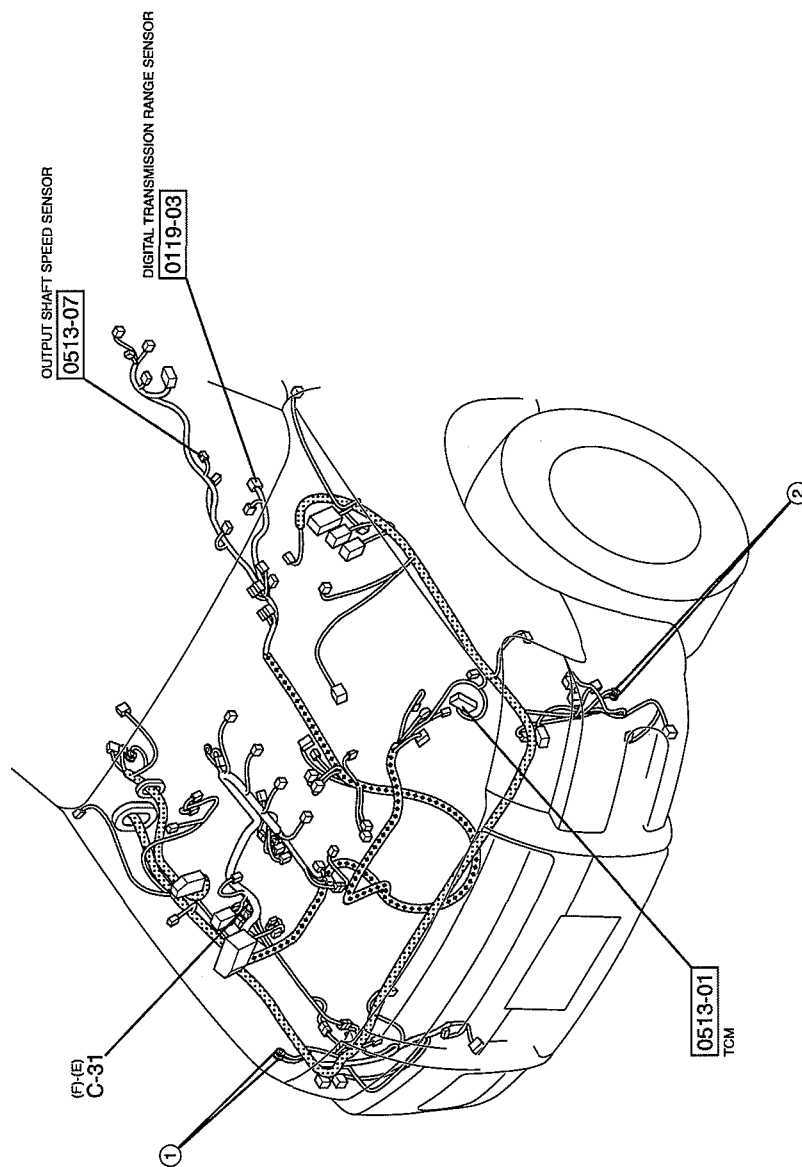 OUTPUT SHAFT SPEED SENSOR
0513-07
DIGITAL TRANSMISSION RANGE SENSOR
0119-03
(F)-(E)
C-31
1
2
0513-01
TCM